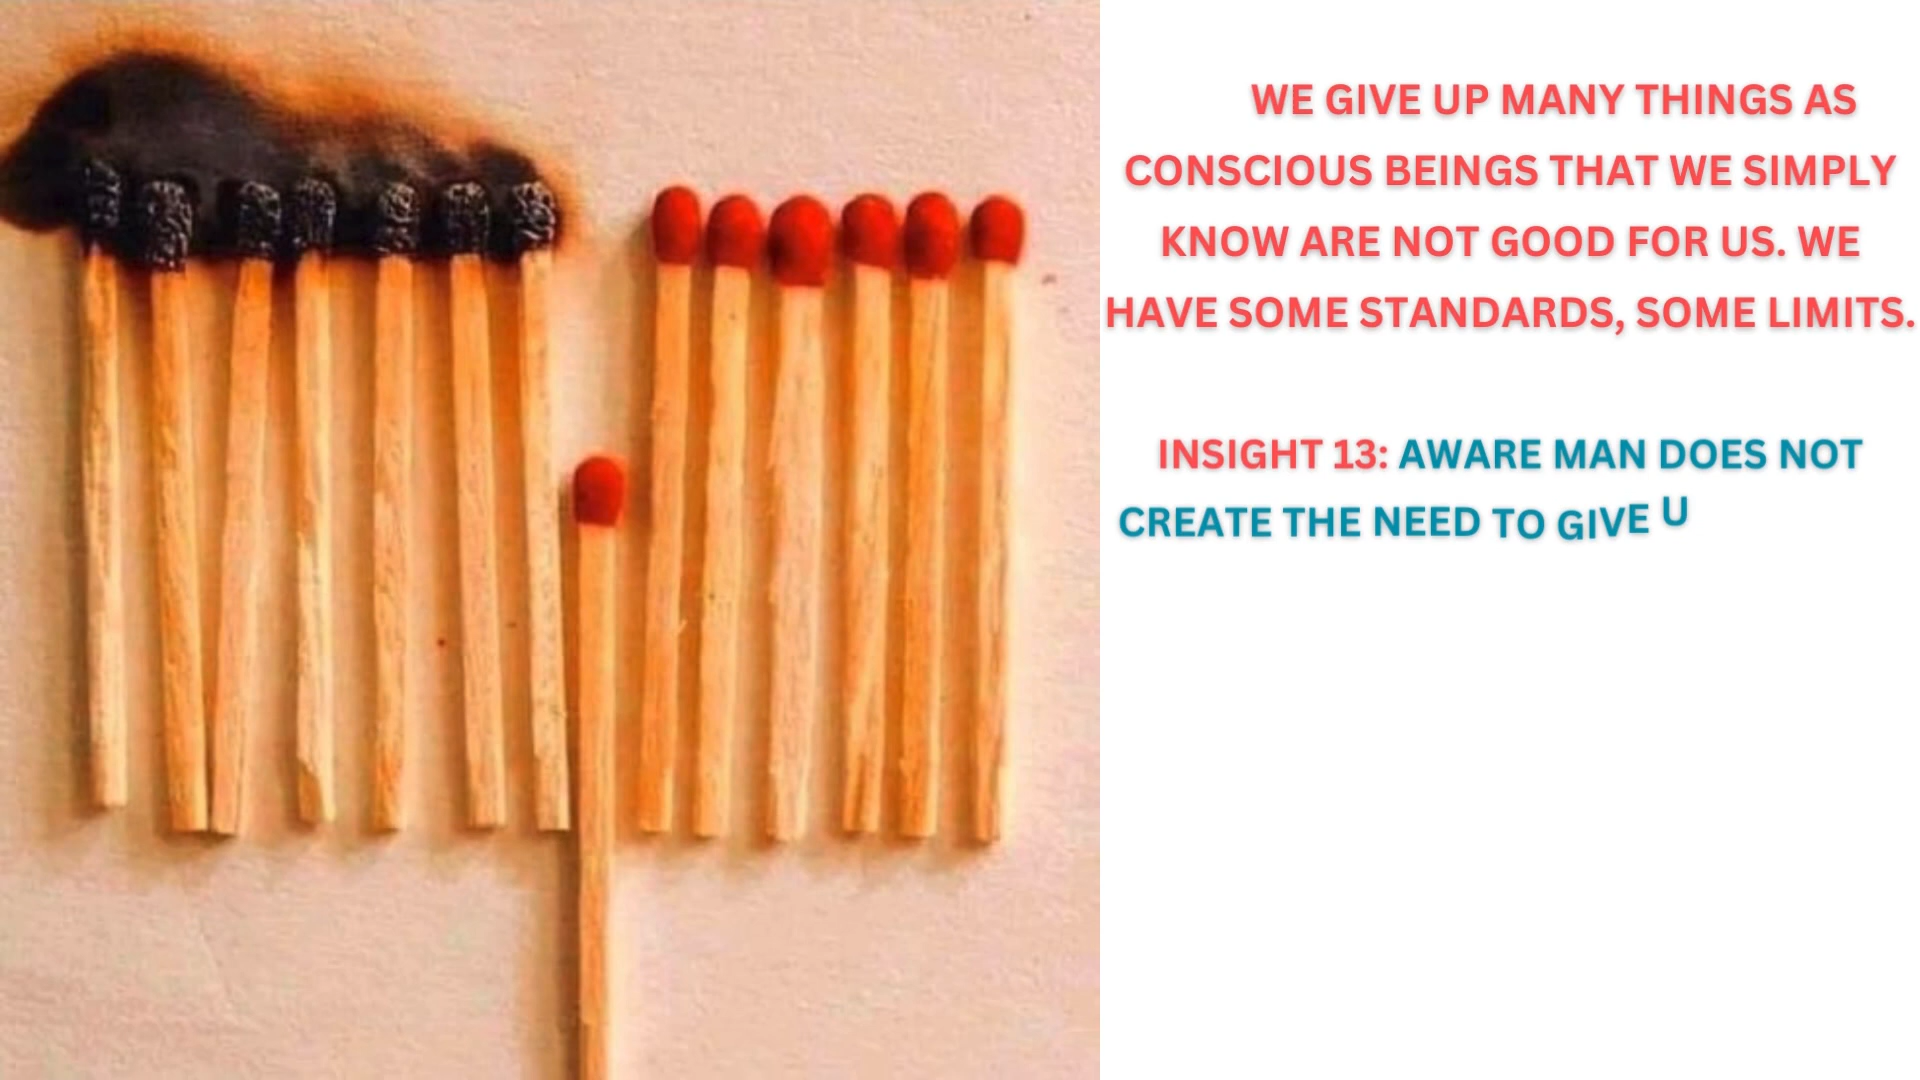 WE GIVE UP MANY THINGS AS
CONSCIOUS BEINGS THAT WE SIMPLY
KNOW ARE NOT GOOD FOR US. WE
HAVE SOME STANDARDS, SOME LIMITS.
INSIGHT 13: AWARE MAN DOES NOT
CREATE THE NEED TO GIVE U